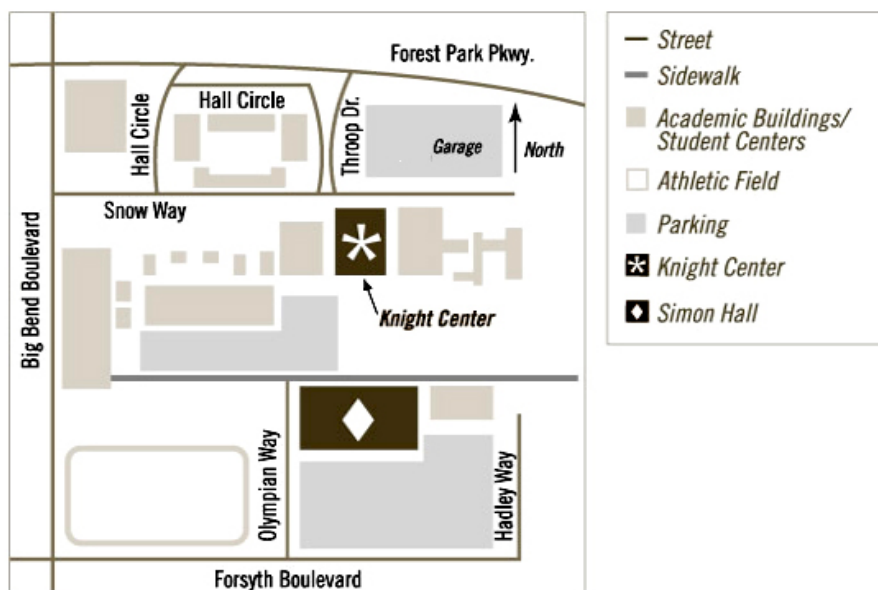 Forest Park Pkwy.
Hall Circle
Hall Circle
Throop Dr.
Garage
North
Snow Way
Big Bend Boulevard
Knight Center
Olympian Way
Hadley Way
Forsyth Boulevard
Street
Sidewalk
Academic Buildings/
Student Centers
Athletic Field
Parking
Knight Center
Simon Hall